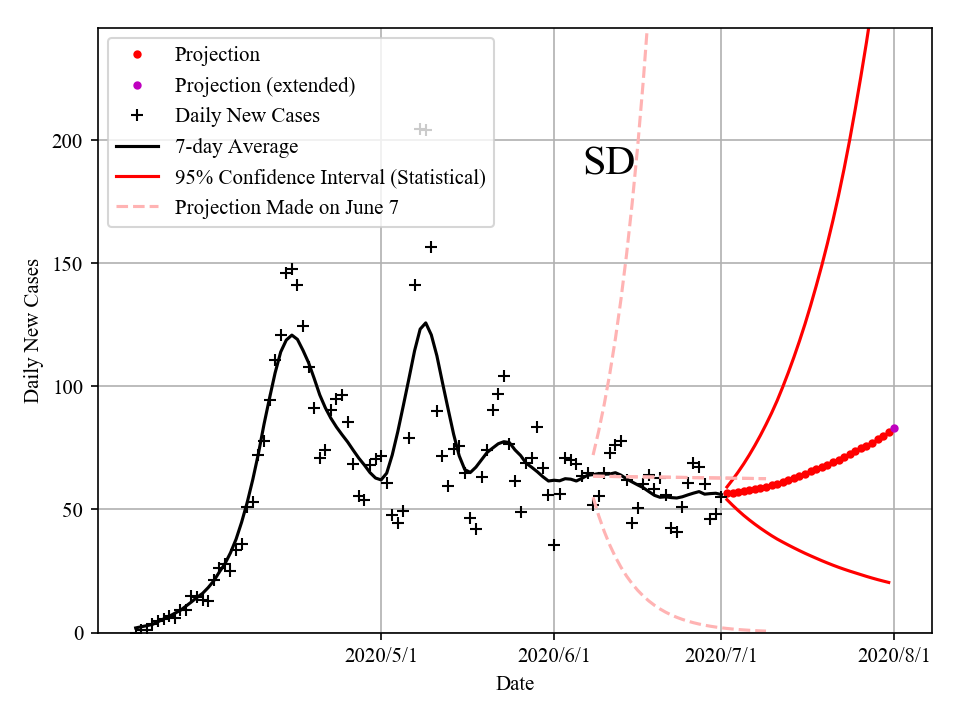 Projection
Projection (extended)
Daily New Cases
7-day Average
95% Confidence Interval (Statistical)
Projection Made on June 7
SD
200
150
100
50
0
Daily New Cases
2020/5/1
2020/6/1
2020/7/1
2020/8/1
Date